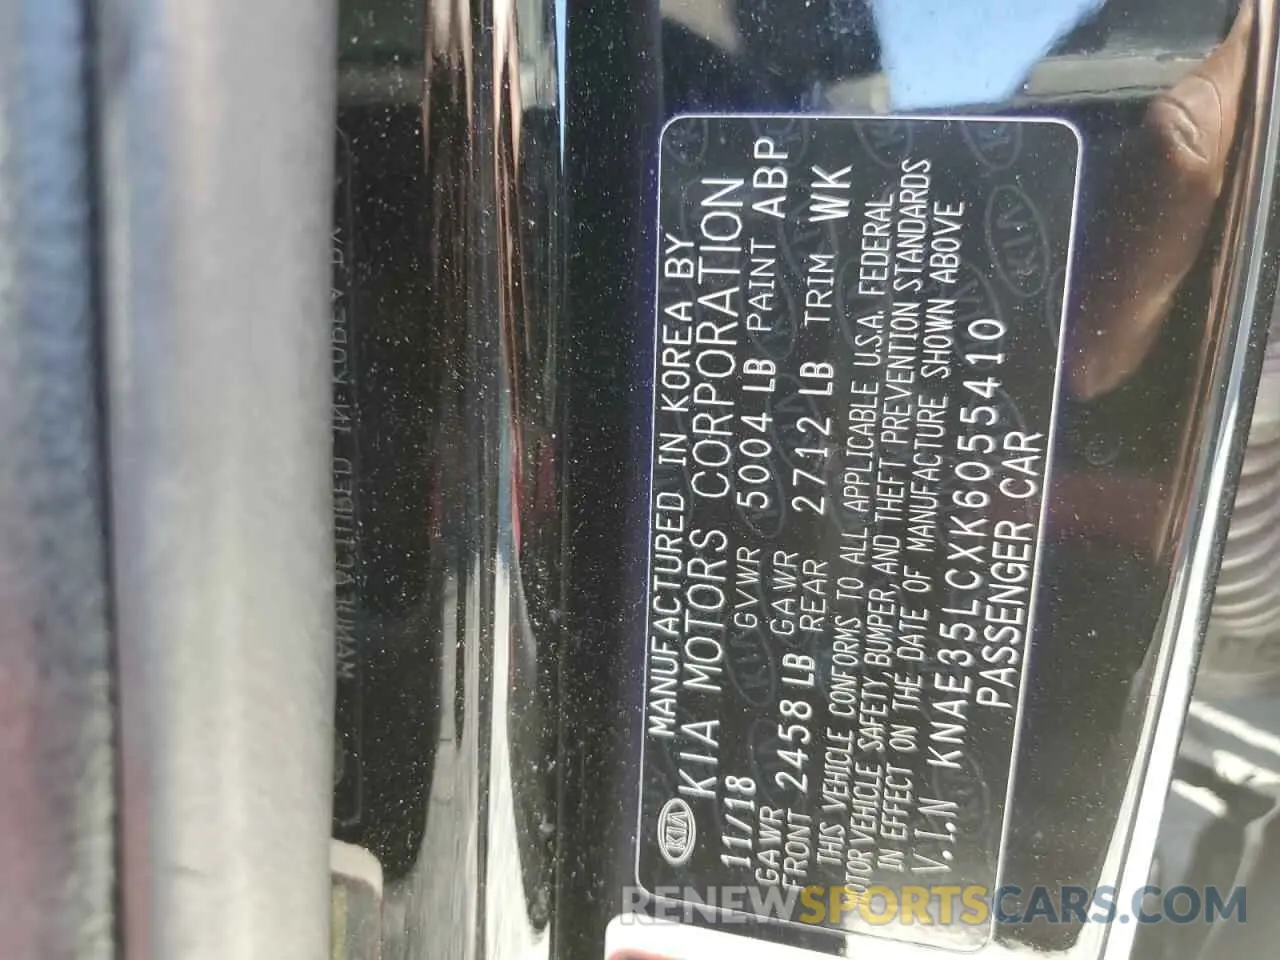 MANUFACTURED IN KOREA BY
KIA KIA MOTORS CORPORATION
11/18 GVWR 5004 LB PAINT ABP
GAWR FRONT 2458 LB GAWR REAR 2712 LB TRIM WK
THIS VEHICLE CONFORMS TO ALL APPLICABLE U.S.A. FEDERAL
MOTOR VEHICLE SAFETY, BUMPER, AND THEFT PREVENTION STANDARDS
IN EFFECT ON THE DATE OF MANUFACTURE SHOWN ABOVE
V.I.N KNAE35LCXK6055410
PASSENGER CAR
RENEWSPORTSCARS.COM